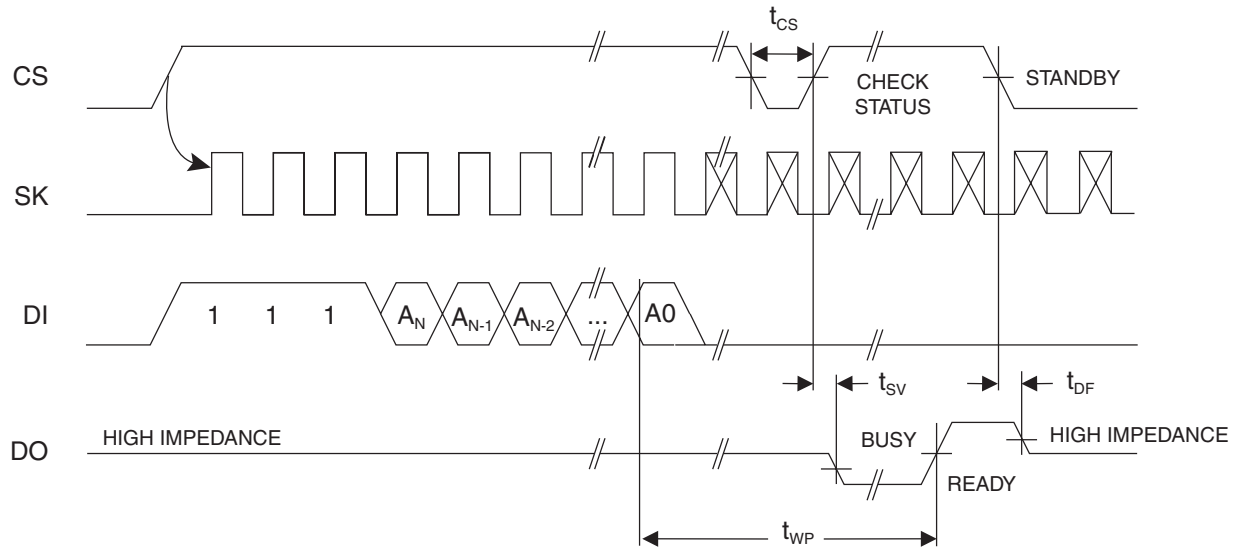 t_CS
CS
CHECK
STATUS
STANDBY
SK
DI
1 1 1 A_N A_N-1 A_N-2 ... A0
t_SV
t_DF
DO
HIGH IMPEDANCE
BUSY
HIGH IMPEDANCE
READY
t_WP